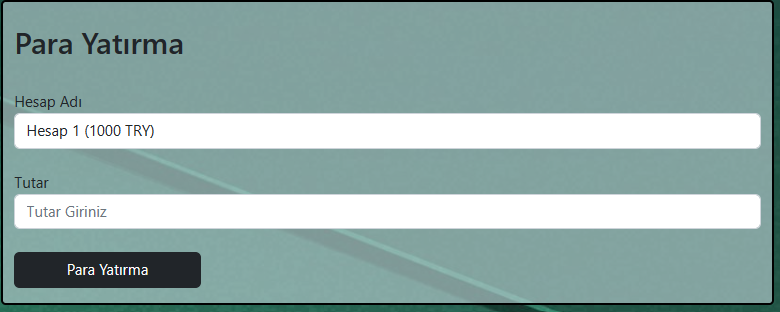 Para Yatırma
Hesap Adı
Hesap 1 (1000 TRY)
Tutar
Tutar Giriniz
Para Yatırma